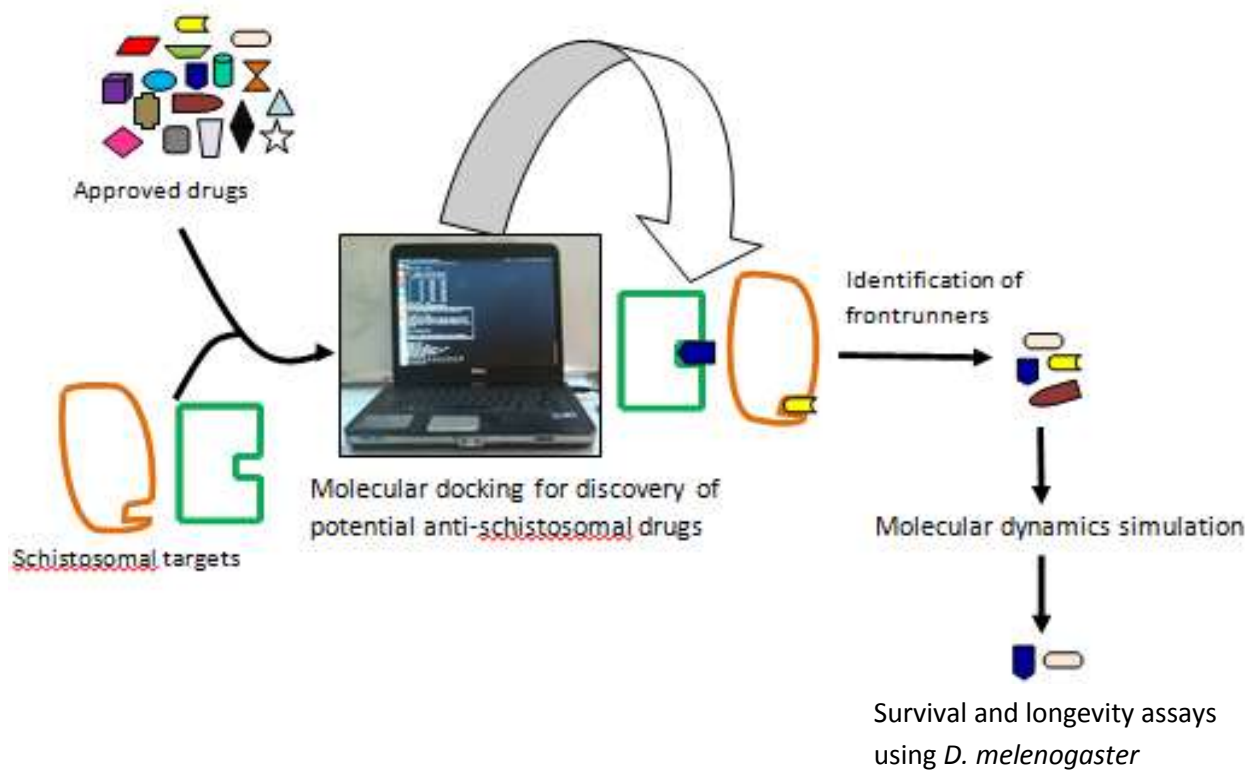 Approved drugs
Schistosomal targets
Molecular docking for discovery of
potential anti-schistosomal drugs
Identification of
frontrunners
Molecular dynamics simulation
Survival and longevity assays
using D. melenogaster